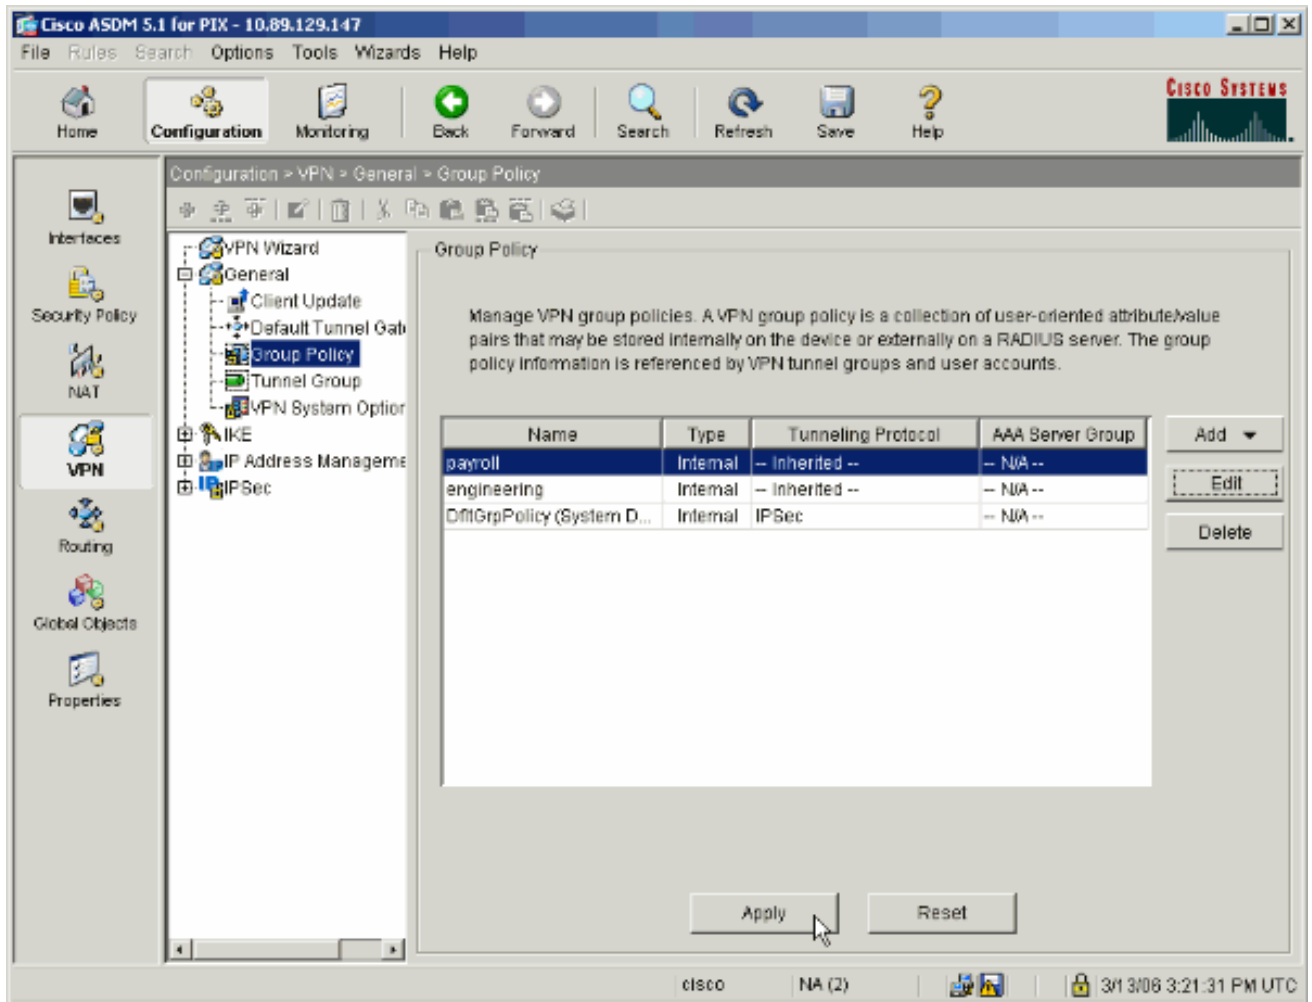 Cisco ASDM 5.1 for PIX - 10.89.129.147
File Rules Search Options Tools Wizards Help
Home Configuration Monitoring Back Forward Search Refresh Save Help
CISCO SYSTEMS
Configuration > VPN > General > Group Policy
Interfaces
Security Policy
NAT
VPN
Routing
Global Objects
Properties
VPN Wizard
General
Client Update
Default Tunnel Gat
Group Policy
Tunnel Group
VPN System Option
IKE
IP Address Manageme
IPSec
Group Policy
Manage VPN group policies. A VPN group policy is a collection of user-oriented attribute/value
pairs that may be stored internally on the device or externally on a RADIUS server. The group
policy information is referenced by VPN tunnel groups and user accounts.
Name Type Tunneling Protocol AAA Server Group
payroll Internal -- Inherited -- -- N/A --
engineering Internal -- Inherited -- -- N/A --
DfltGrpPolicy (System D... Internal IPSec -- N/A --
Add
Edit
Delete
Apply Reset
cisco NA (2) 3/13/06 3:21:31 PM UTC